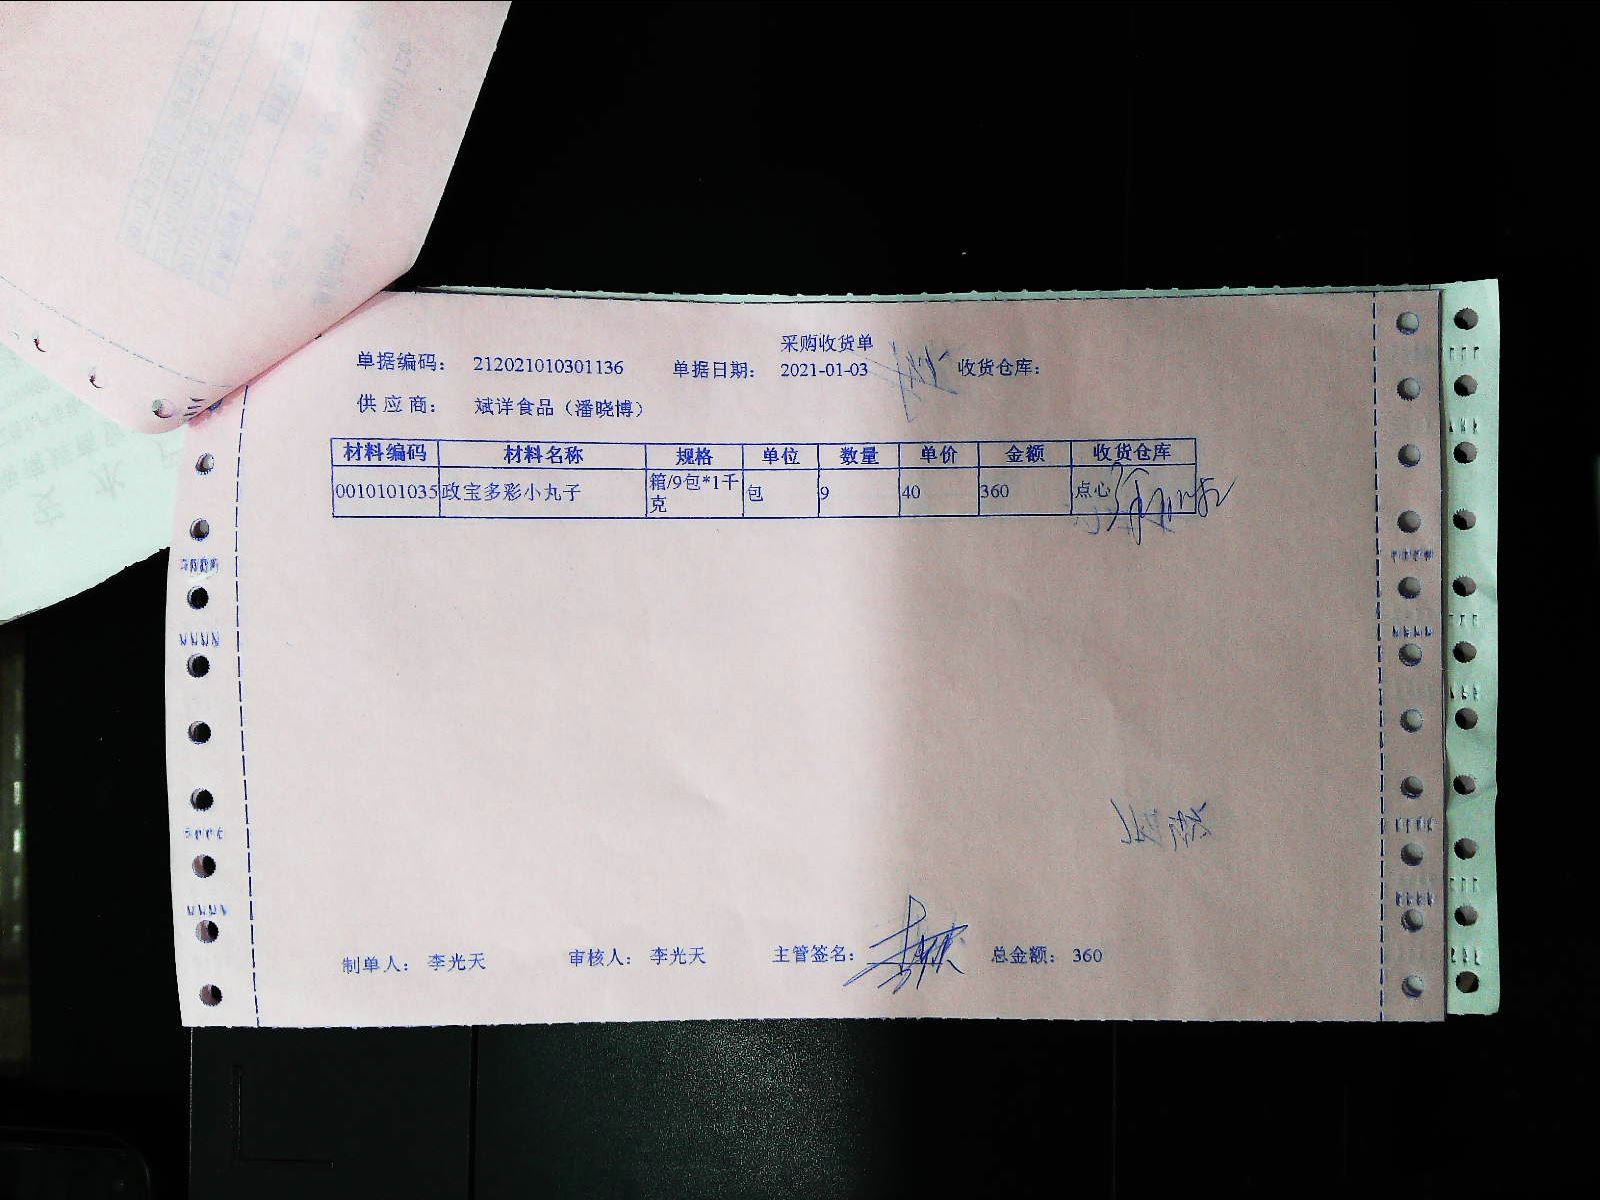 采购收货单
单据编码： 212021010301136 单据日期： 2021-01-03 收货仓库：
供 应 商： 斌洋食品（潘晓博）
材料编码 材料名称 规格 单位 数量 单价 金额 收货仓库
0010101035 政宝多彩小丸子 箱/9包*1千克 包 9 40 360 点心
制单人： 李光天 审核人： 李光天 主管签名： 总金额： 360